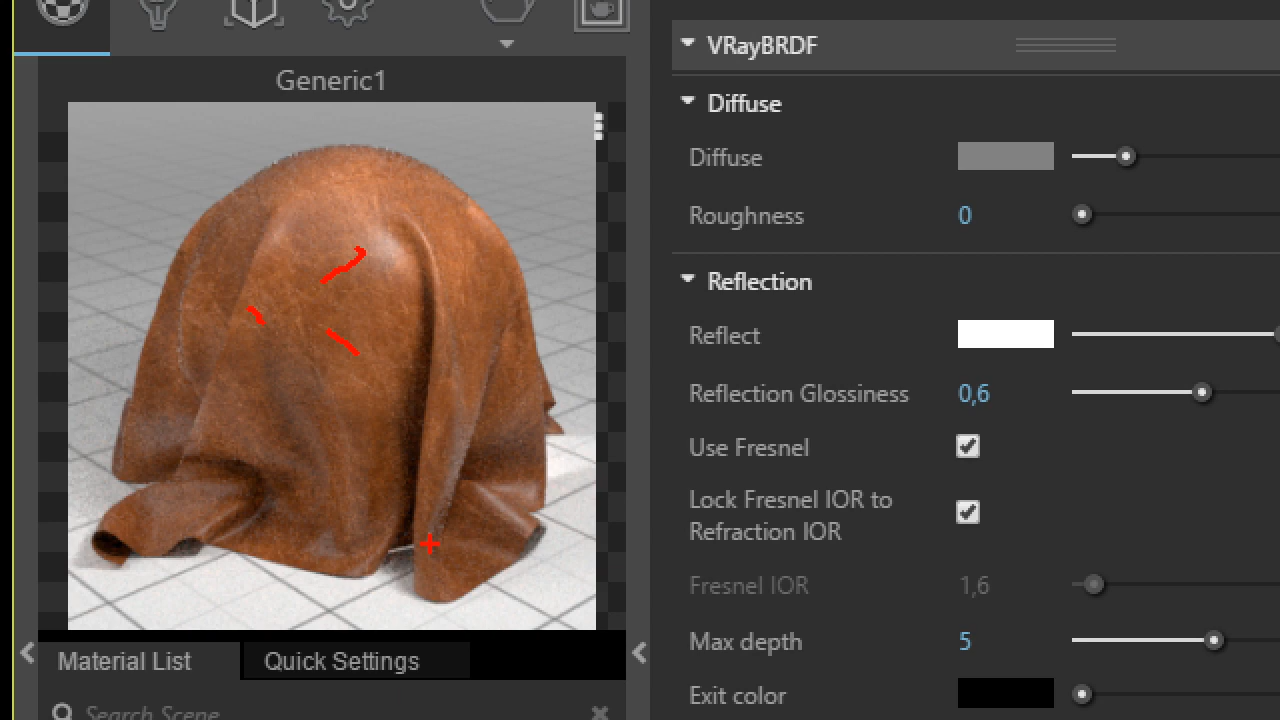 Generic1
Material List
Quick Settings
Search Scene
VRayBRDF
Diffuse
Diffuse
Roughness 0
Reflection
Reflect
Reflection Glossiness 0,6
Use Fresnel
Lock Fresnel IOR to
Refraction IOR
Fresnel IOR 1,6
Max depth 5
Exit color